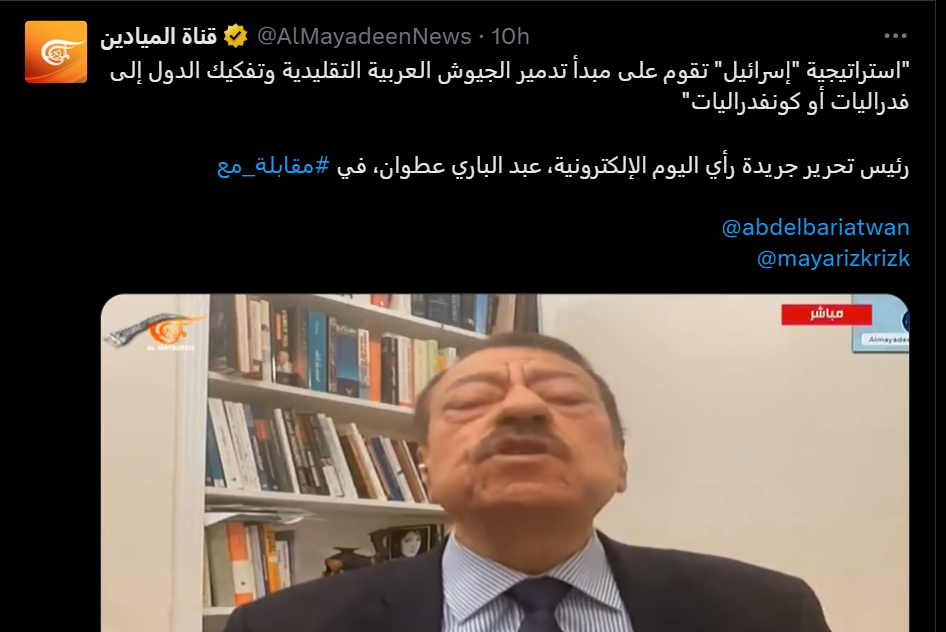 قناة الميادين @AlMayadeenNews · 10h
"استراتيجية "إسرائيل" تقوم على مبدأ تدمير الجيوش العربية التقليدية وتفكيك الدول إلى
فدراليات أو كونفدراليات"
رئيس تحرير جريدة رأي اليوم الإلكترونية، عبد الباري عطوان، في #مقابلة_مع
@abdelbariatwan
@mayarizkrizk
AL MAYADEEN
مباشر